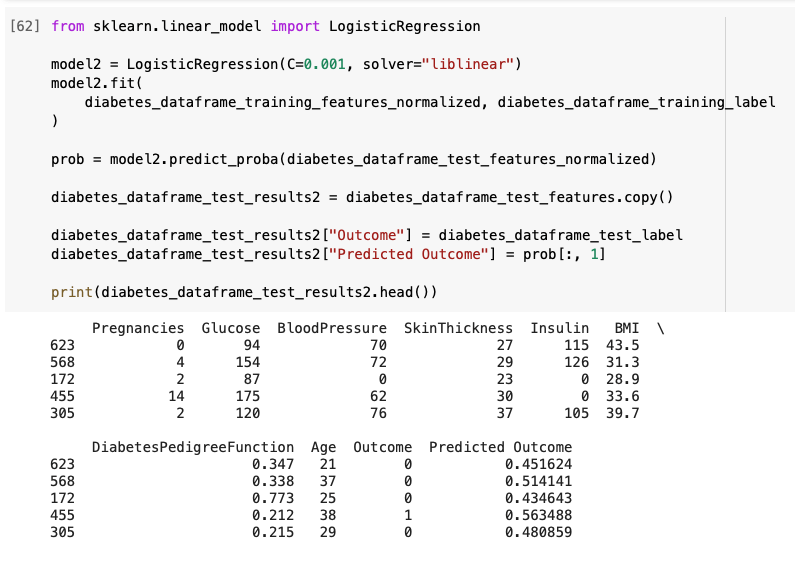 [62] from sklearn.linear_model import LogisticRegression
model2 = LogisticRegression(C=0.001, solver="liblinear")
model2.fit(
    diabetes_dataframe_training_features_normalized, diabetes_dataframe_training_label
)
prob = model2.predict_proba(diabetes_dataframe_test_features_normalized)
diabetes_dataframe_test_results2 = diabetes_dataframe_test_features.copy()
diabetes_dataframe_test_results2["Outcome"] = diabetes_dataframe_test_label
diabetes_dataframe_test_results2["Predicted Outcome"] = prob[:, 1]
print(diabetes_dataframe_test_results2.head())
     Pregnancies  Glucose  BloodPressure  SkinThickness  Insulin   BMI  \
623            0       94             70             27      115  43.5
568            4      154             72             29      126  31.3
172            2       87              0             23        0  28.9
455           14      175             62             30        0  33.6
305            2      120             76             37      105  39.7
     DiabetesPedigreeFunction  Age  Outcome  Predicted Outcome
623                     0.347   21        0           0.451624
568                     0.338   37        0           0.514141
172                     0.773   25        0           0.434643
455                     0.212   38        1           0.563488
305                     0.215   29        0           0.480859